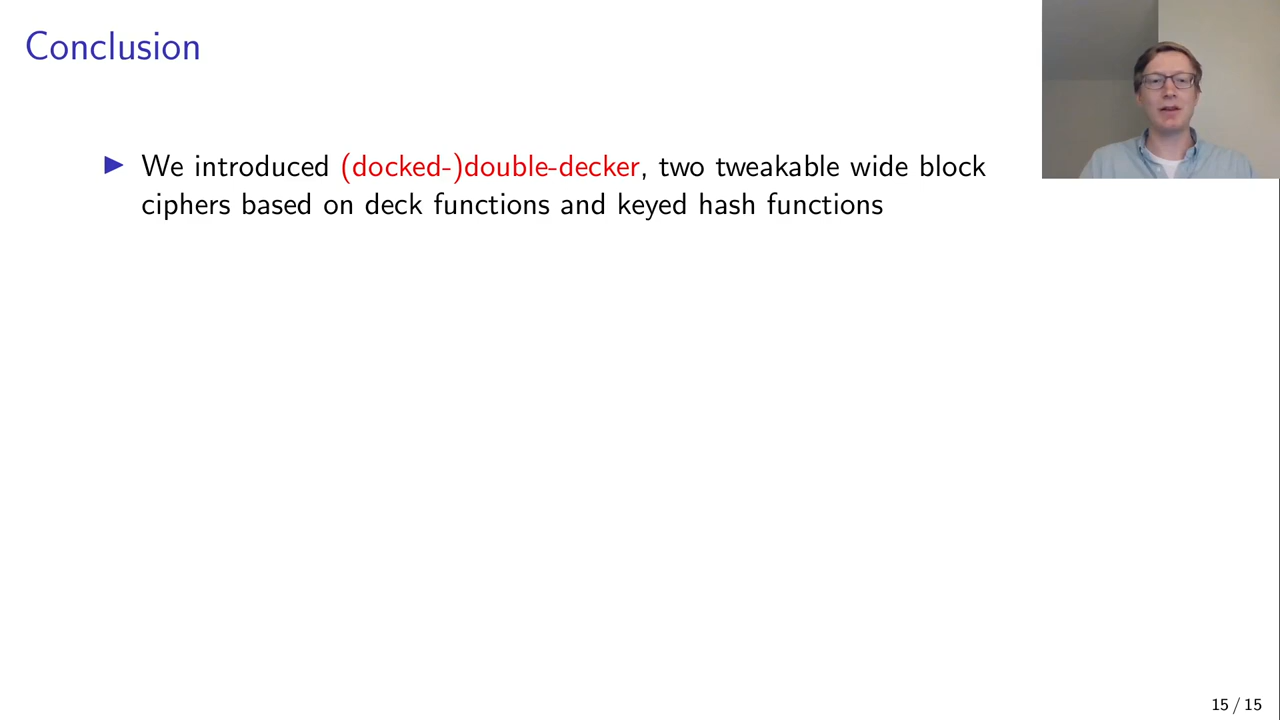 Conclusion
▶ We introduced (docked-)double-decker, two tweakable wide block
ciphers based on deck functions and keyed hash functions
15 / 15